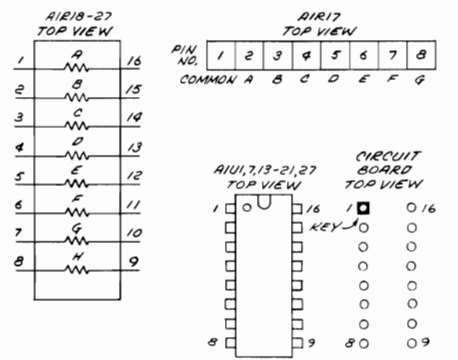 A1R18-27
TOP VIEW
1 A 16
2 B 15
3 C 14
4 D 13
5 E 12
6 F 11
7 G 10
8 H 9
A1R17
TOP VIEW
PIN NO. 1 2 3 4 5 6 7 8
COMMON A B C D E F G
A1U1,7,13-21,27
TOP VIEW
1 16
8 9
CIRCUIT
BOARD
TOP VIEW
1 16
KEY
8 9